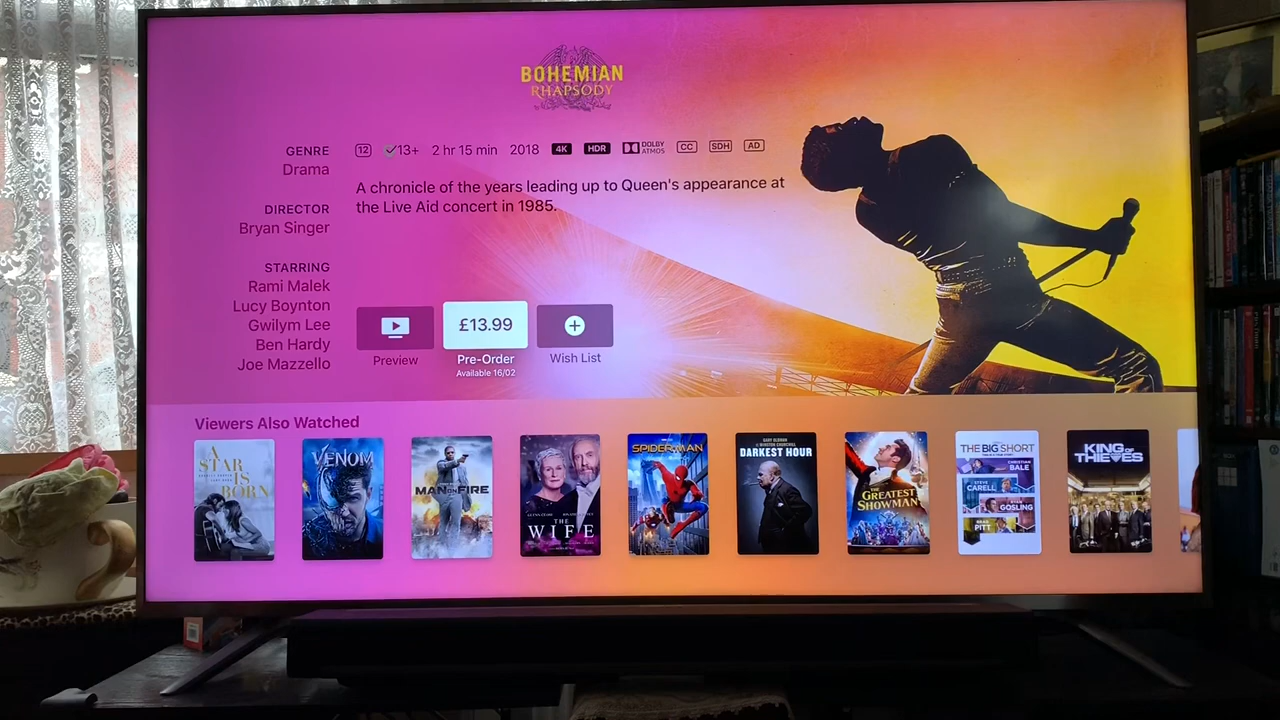 BOHEMIAN
RHAPSODY
GENRE
Drama
DIRECTOR
Bryan Singer
STARRING
Rami Malek
Lucy Boynton
Gwilym Lee
Ben Hardy
Joe Mazzello
12 13+ 2 hr 15 min 2018 4K HDR DOLBY ATMOS CC SDH AD
A chronicle of the years leading up to Queen's appearance at
the Live Aid concert in 1985.
Preview
£13.99
Pre-Order
Available 16/02
Wish List
Viewers Also Watched
A
STAR
IS
BORN
VENOM
MAN ON FIRE
THE
WIFE
SPIDER-MAN
GARY OLDMAN
DARKEST HOUR
THE
GREATEST
SHOWMAN
THE BIG SHORT
CHRISTIAN
BALE
STEVE
CARELL
RYAN
GOSLING
BRAD
PITT
KING OF
THIEVES